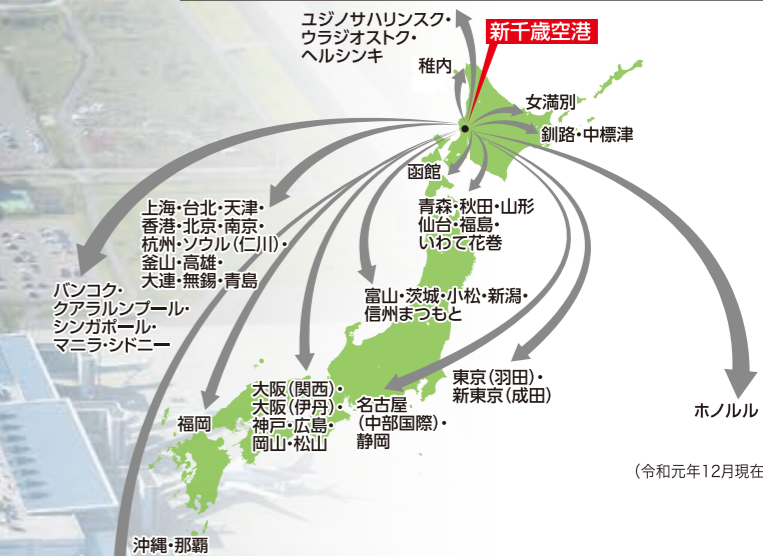 ユジノサハリンスク・
ウラジオストク・
ヘルシンキ
新千歳空港
稚内
女満別
釧路・中標津
函館
上海・台北・天津・
香港・北京・南京・
杭州・ソウル(仁川)・
釜山・高雄・
大連・無錫・青島
青森・秋田・山形
仙台・福島・
いわて花巻
バンコク・
クアラルンプール・
シンガポール・
マニラ・シドニー
富山・茨城・小松・新潟・
信州まつもと
東京(羽田)・
新東京(成田)
大阪(関西)・
大阪(伊丹)・
神戸・広島・
岡山・松山
名古屋
(中部国際)・
静岡
福岡
ホノルル
(令和元年12月現在
沖縄・那覇